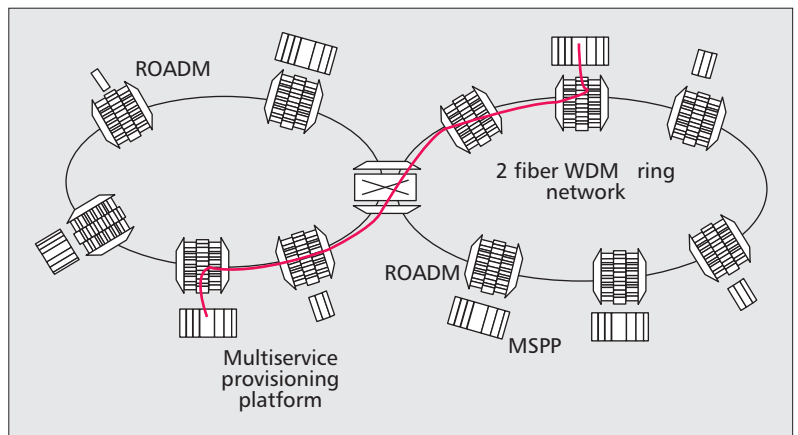 ROADM
2 fiber WDM ring
network
ROADM
MSPP
Multiservice
provisioning
platform